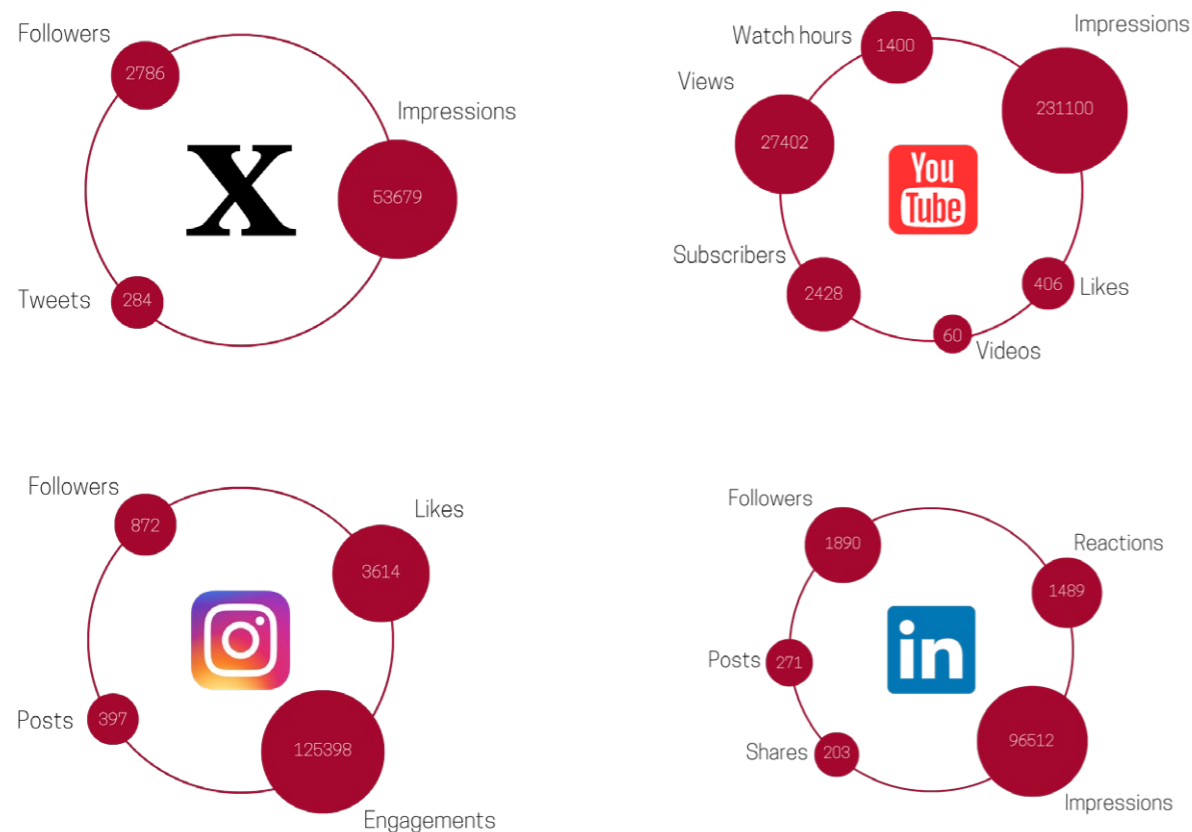 Followers
2786
Impressions
53679
X
Tweets
284
Impressions
Watch hours
1400
Views
231100
27402
You
Tube
Subscribers
2428
406
Likes
60
Videos
Followers
872
Likes
3614
Posts
397
125398
Engagements
Followers
1890
Reactions
1489
in
Posts
271
96512
Shares
203
Impressions